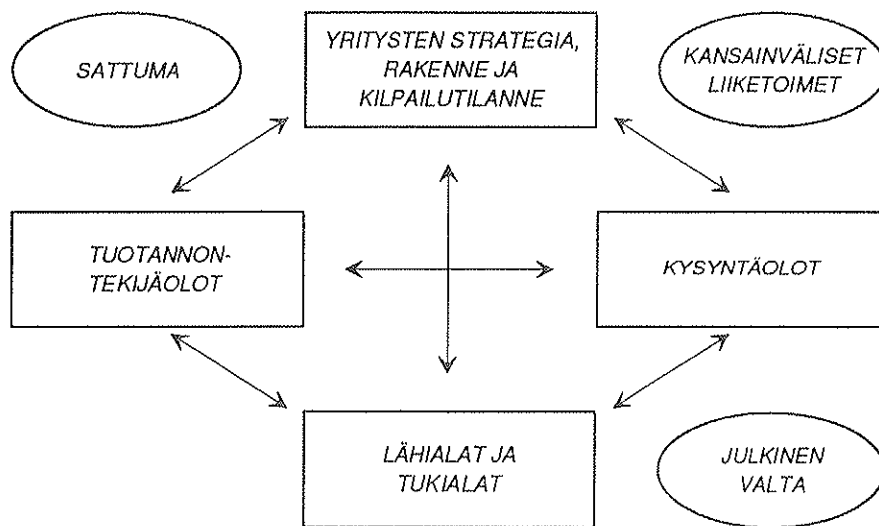 SATTUMA
YRITYSTEN STRATEGIA,
RAKENNE JA
KILPAILUTILANNE
KANSAINVÄLISET
LIIKETOIMET
TUOTANNON-
TEKIJÄOLOT
KYSYNTÄOLOT
LÄHIALAT JA
TUKIALAT
JULKINEN
VALTA